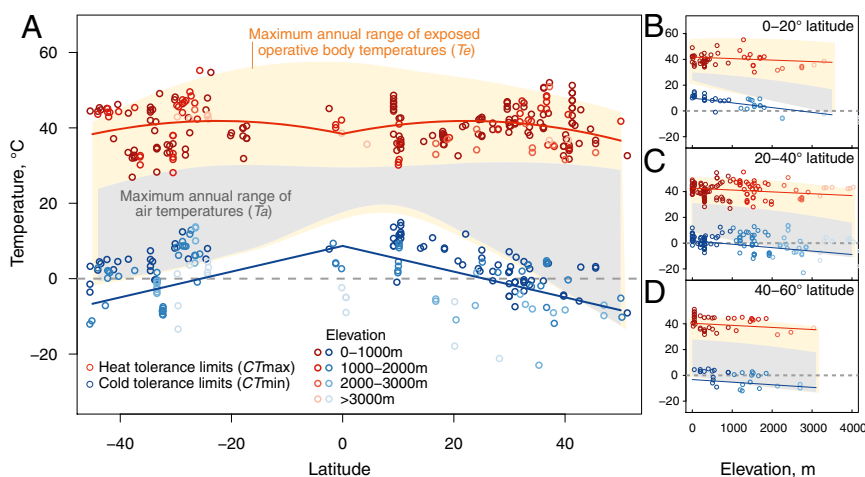 A
Maximum annual range of exposed
operative body temperatures (Te)
60
40
20
0
−20
Temperature, °C
Maximum annual range of
air temperatures (Ta)
Heat tolerance limits (CTmax)
Cold tolerance limits (CTmin)
Elevation
0−1000m
1000−2000m
2000−3000m
>3000m
−40
−20
0
20
40
Latitude
B
0−20° latitude
60
40
20
0
−20
C
20−40° latitude
60
40
20
0
−20
D
40−60° latitude
60
40
20
0
−20
0
1000
2000
3000
4000
Elevation, m